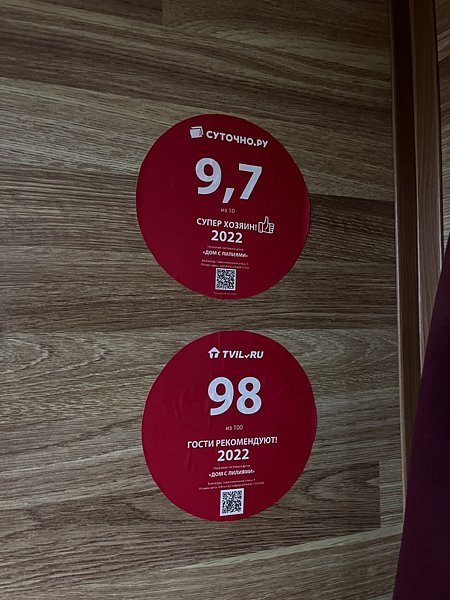 СУТОЧНО.РУ
9,7
из 10
СУПЕР ХОЗЯИН!
2022
«ДОМ С ЛИЛИЯМИ»
TVIL.RU
98
из 100
ГОСТИ РЕКОМЕНДУЮТ!
2022
«ДОМ С ЛИЛИЯМИ»